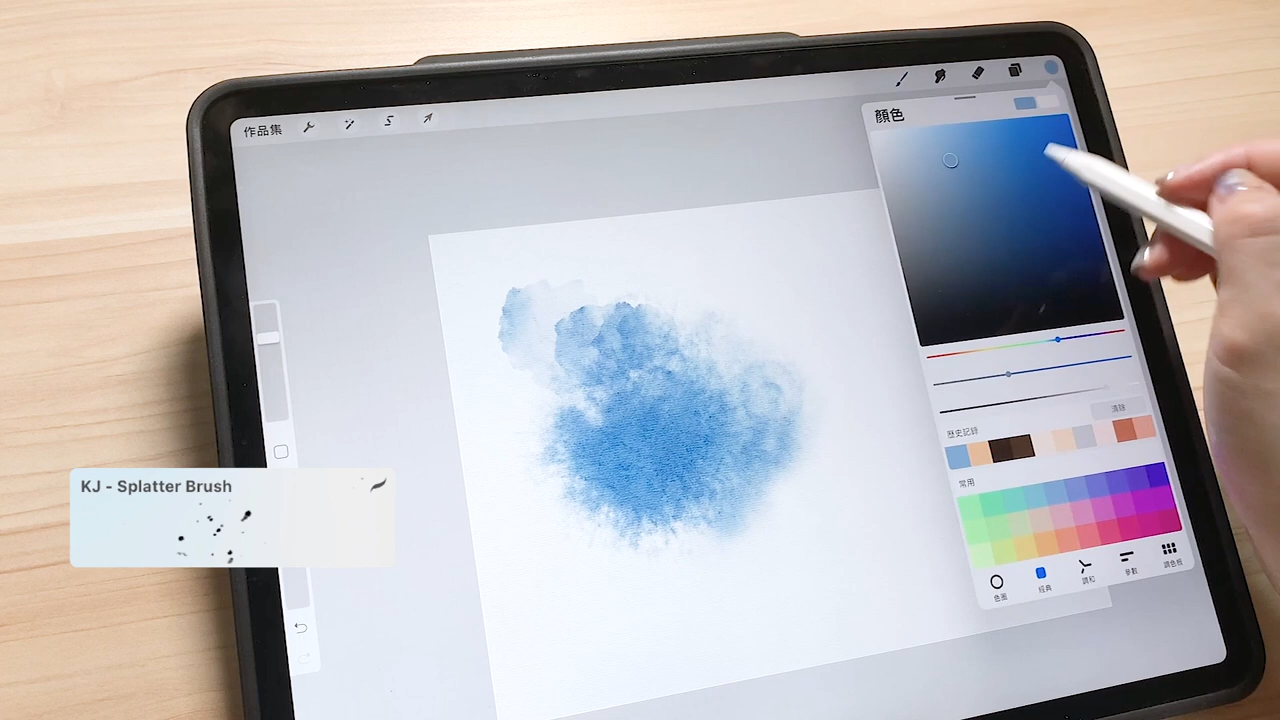 作品集
顏色
清除
歷史記錄
常用
色圈
經典
調和
參數
調色板
KJ - Splatter Brush